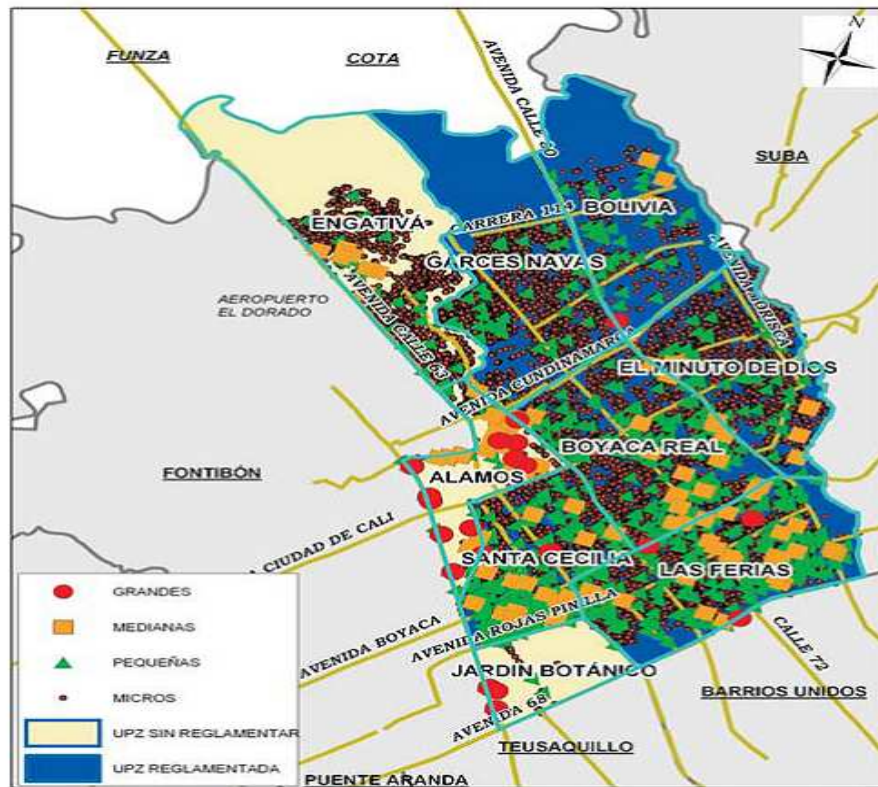 N
FUNZA
COTA
AVENIDA CALLE 80
SUBA
ENGATIVÁ
CARRERA 114
BOLIVIA
GARCES NAVAS
AEROPUERTO
EL DORADO
AVENIDA CALLE 63
AVENIDA MORISCA
AVENIDA CUNDINAMARCA
EL MINUTO DE DIOS
BOYACA REAL
FONTIBÓN
ALAMOS
CIUDAD DE CALI
SANTA CECILIA
LAS FERIAS
GRANDES
MEDIANAS
PEQUEÑAS
MICROS
UPZ SIN REGLAMENTAR
UPZ REGLAMENTADA
AVENIDA BOYACA
AVENIDA ROJAS PINILLA
CALLE 72
JARDIN BOTÁNICO
BARRIOS UNIDOS
AVENIDA 68
TEUSAQUILLO
PUENTE ARANDA